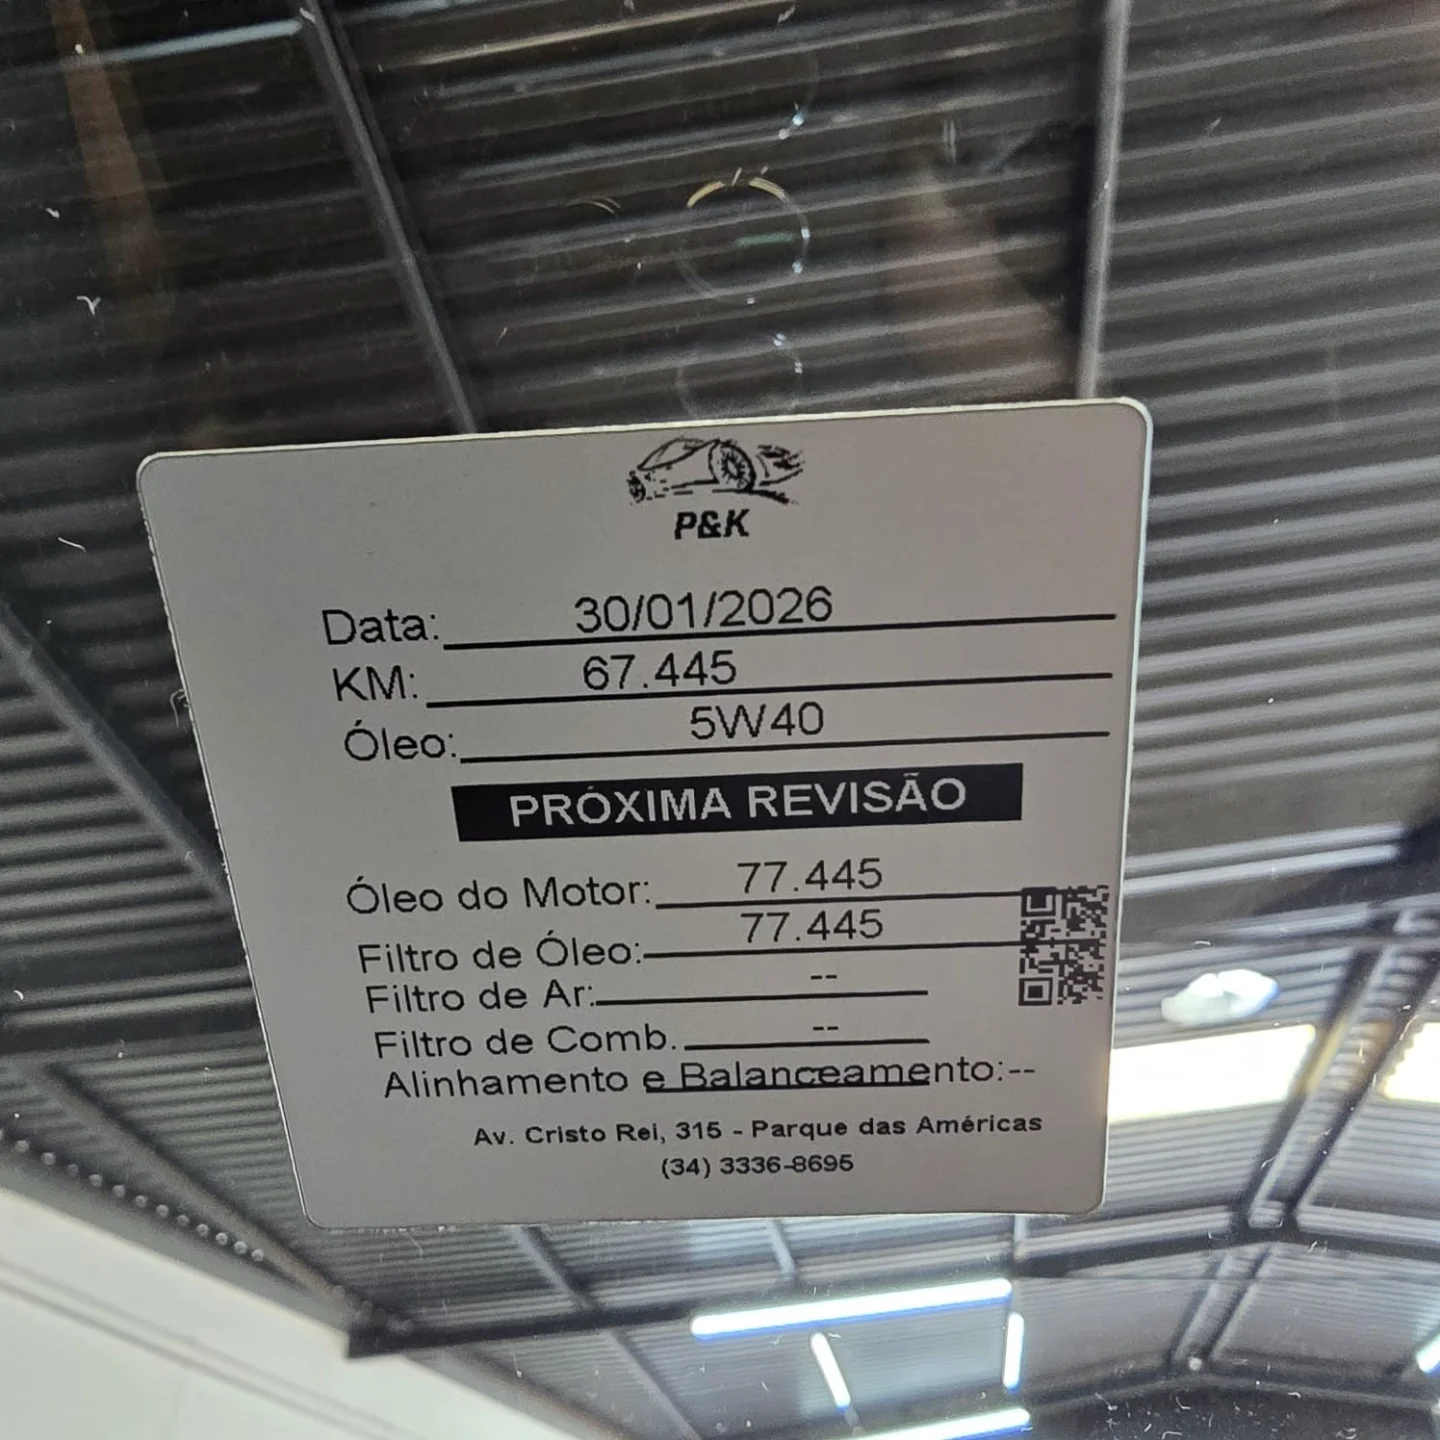 P&K
Data: 30/01/2026
KM: 67.445
Óleo: 5W40
PRÓXIMA REVISÃO
Óleo do Motor: 77.445
Filtro de Óleo: 77.445
Filtro de Ar: --
Filtro de Comb. --
Alinhamento e Balanceamento:--
Av. Cristo Rei, 315 - Parque das Américas
(34) 3336-8695